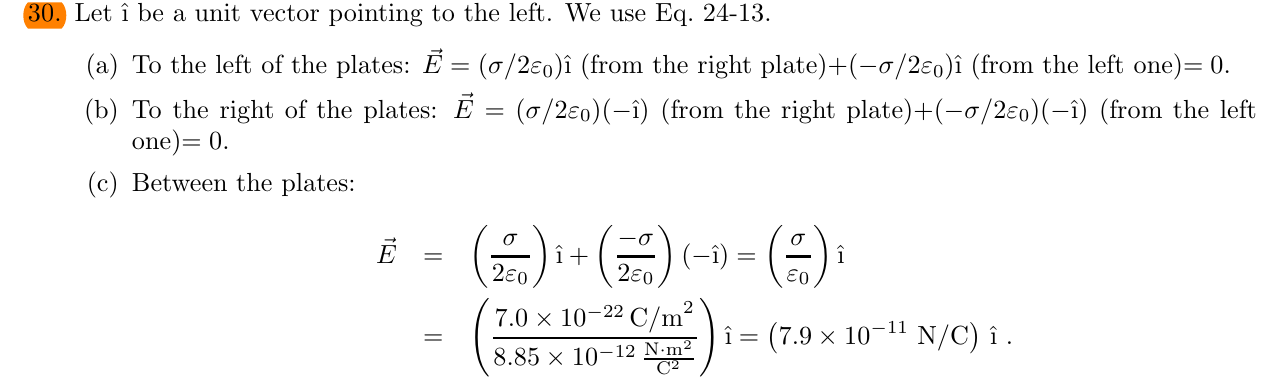 30. Let î be a unit vector pointing to the left. We use Eq. 24-13.
(a) To the left of the plates: E⃗ = (σ/2ε₀)î (from the right plate)+(−σ/2ε₀)î (from the left one)= 0.
(b) To the right of the plates: E⃗ = (σ/2ε₀)(−î) (from the right plate)+(−σ/2ε₀)(−î) (from the left
one)= 0.
(c) Between the plates:
E⃗ = (σ/2ε₀) î + (−σ/2ε₀) (−î) = (σ/ε₀) î
= (7.0 × 10⁻²² C/m² / 8.85 × 10⁻¹² N·m²/C²) î = (7.9 × 10⁻¹¹ N/C) î .